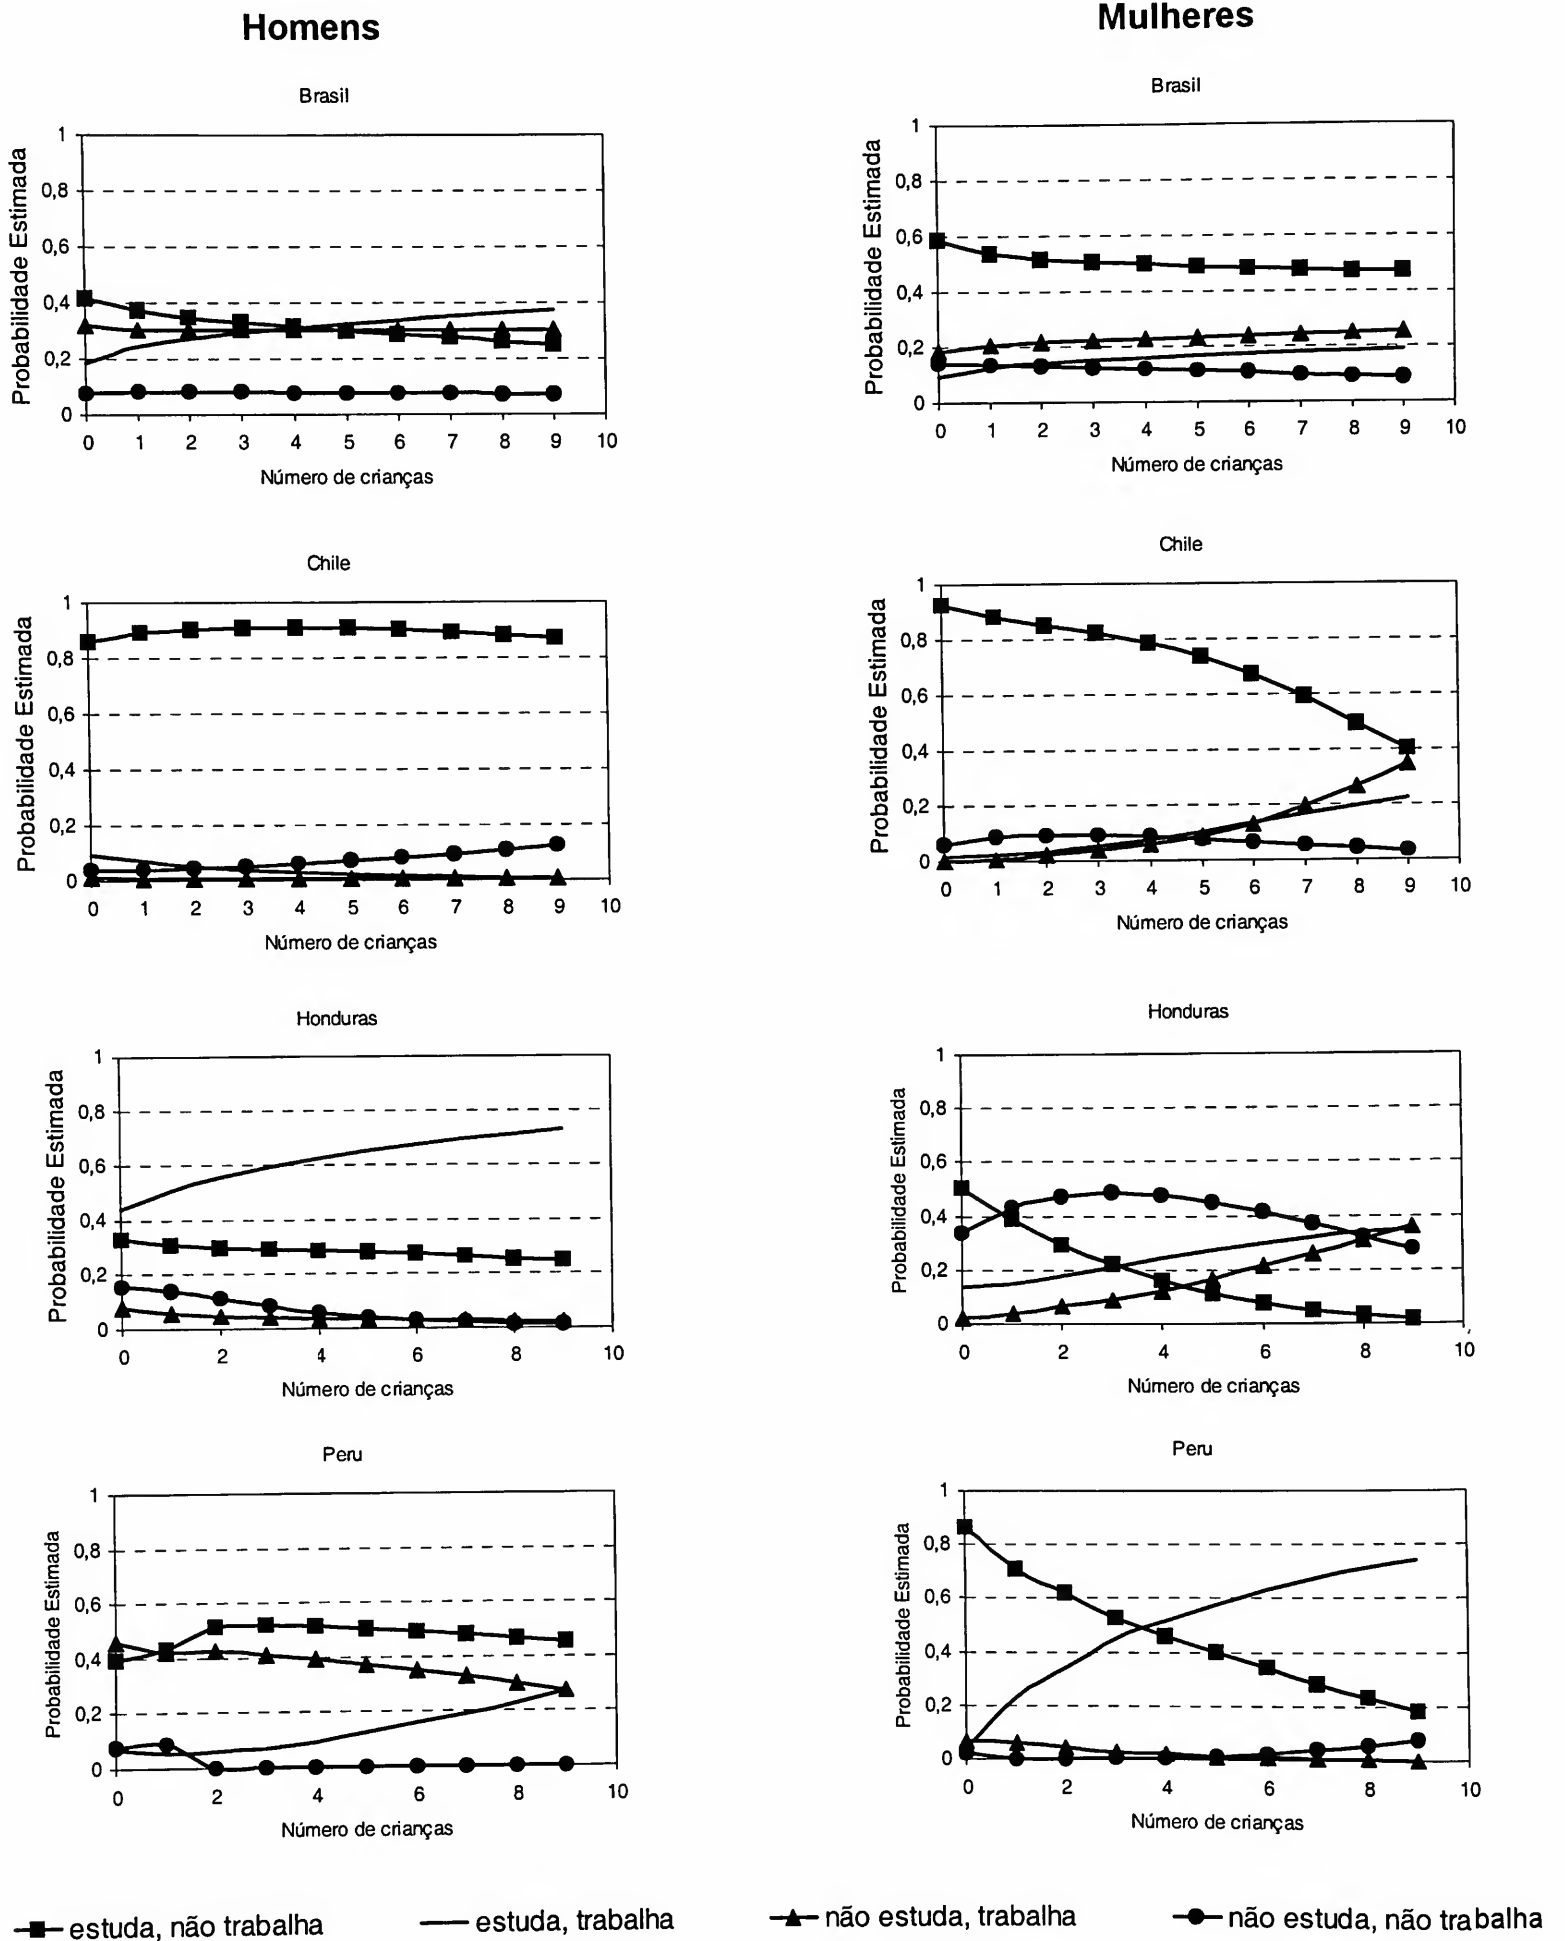 Homens
Mulheres
Brasil
Probabilidade Estimada
1
0,8
0,6
0,4
0,2
0
0 1 2 3 4 5 6 7 8 9 10
Número de crianças
Brasil
Probabilidade Estimada
1
0,8
0,6
0,4
0,2
0
0 1 2 3 4 5 6 7 8 9 10
Número de crianças
Chile
Probabilidade Estimada
1
0,8
0,6
0,4
0,2
0
0 1 2 3 4 5 6 7 8 9 10
Número de crianças
Chile
Probabilidade Estimada
1
0,8
0,6
0,4
0,2
0
0 1 2 3 4 5 6 7 8 9 10
Número de crianças
Honduras
Probabilidade Estimada
1
0,8
0,6
0,4
0,2
0
0 2 4 6 8 10
Número de crianças
Honduras
Probabilidade Estimada
1
0,8
0,6
0,4
0,2
0
0 2 4 6 8 10
Número de crianças
Peru
Probabilidade Estimada
1
0,8
0,6
0,4
0,2
0
0 2 4 6 8 10
Número de crianças
Peru
Probabilidade Estimada
1
0,8
0,6
0,4
0,2
0
0 2 4 6 8 10
Número de crianças
estuda, não trabalha
estuda, trabalha
não estuda, trabalha
não estuda, não trabalha